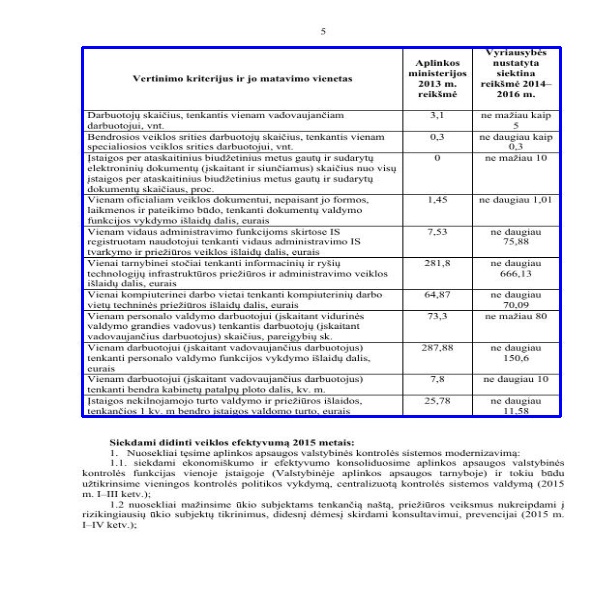 5
Vertinimo kriterijus ir jo matavimo vienetas
Aplinkos
ministerijos
2013 m.
reikšmė
Vyriausybės
nustatyta
siektina
reikšmė 2014–
2016 m.
Darbuotojų skaičius, tenkantis vienam vadovaujančiam
darbuotojui, vnt.
3,1
ne mažiau kaip
5
Bendrosios veiklos srities darbuotojų skaičius, tenkantis vienam
specialiosios veiklos srities darbuotojui, vnt.
0,3
ne daugiau kaip
0,3
Įstaigos per ataskaitinius biudžetinius metus gautų ir sudarytų
elektroninių dokumentų (įskaitant ir siunčiamus) skaičius nuo visų
įstaigos per ataskaitinius biudžetinius metus gautų ir sudarytų
dokumentų skaičiaus, proc.
0
ne mažiau 10
Vienam oficialiam veiklos dokumentui, nepaisant jo formos,
laikmenos ir pateikimo būdo, tenkanti dokumentų valdymo
funkcijos vykdymo išlaidų dalis, eurais
1,45
ne daugiau 1,01
Vienam vidaus administravimo funkcijoms skirtose IS
registruotam naudotojui tenkanti vidaus administravimo IS
tvarkymo ir priežiūros veiklos išlaidų dalis, eurais
7,53
ne daugiau
75,88
Vienai tarnybinei stočiai tenkanti informacinių ir ryšių
technologijų infrastruktūros priežiūros ir administravimo veiklos
išlaidų dalis, eurais
281,8
ne daugiau
666,13
Vienai kompiuterinei darbo vietai tenkanti kompiuterinių darbo
vietų techninės priežiūros išlaidų dalis, eurais
64,87
ne daugiau
70,09
Vienam personalo valdymo darbuotojui (įskaitant vidurinės
valdymo grandies vadovus) tenkantis darbuotojų (įskaitant
vadovaujančius darbuotojus) skaičius, pareigybių sk.
73,3
ne mažiau 80
Vienam darbuotojui (įskaitant vadovaujančius darbuotojus)
tenkanti personalo valdymo funkcijos vykdymo išlaidų dalis,
eurais
287,88
ne daugiau
150,6
Vienam darbuotojui (įskaitant vadovaujančius darbuotojus)
tenkanti bendra kabinetų patalpų ploto dalis, kv. m.
7,8
ne daugiau 10
Įstaigos nekilnojamojo turto valdymo ir priežiūros išlaidos,
tenkančios 1 kv. m bendro įstaigos valdomo turto, eurais
25,78
ne daugiau
11,58
Siekdami didinti veiklos efektyvumą 2015 metais:
1. Nuosekliai tęsime aplinkos apsaugos valstybinės kontrolės sistemos modernizavimą:
1.1. siekdami ekonomiškumo ir efektyvumo konsoliduosime aplinkos apsaugos valstybinės
kontrolės funkcijas vienoje įstaigoje (Valstybinėje aplinkos apsaugos tarnyboje) ir tokiu būdu
užtikrinsime vieningos kontrolės politikos vykdymą, centralizuotą kontrolės sistemos valdymą (2015
m. I–III ketv.);
1.2 nuosekliai mažinsime ūkio subjektams tenkančią naštą, priežiūros veiksmus nukreipdami į
rizikingiausių ūkio subjektų tikrinimus, didesnį dėmesį skirdami konsultavimui, prevencijai (2015 m.
I–IV ketv.);